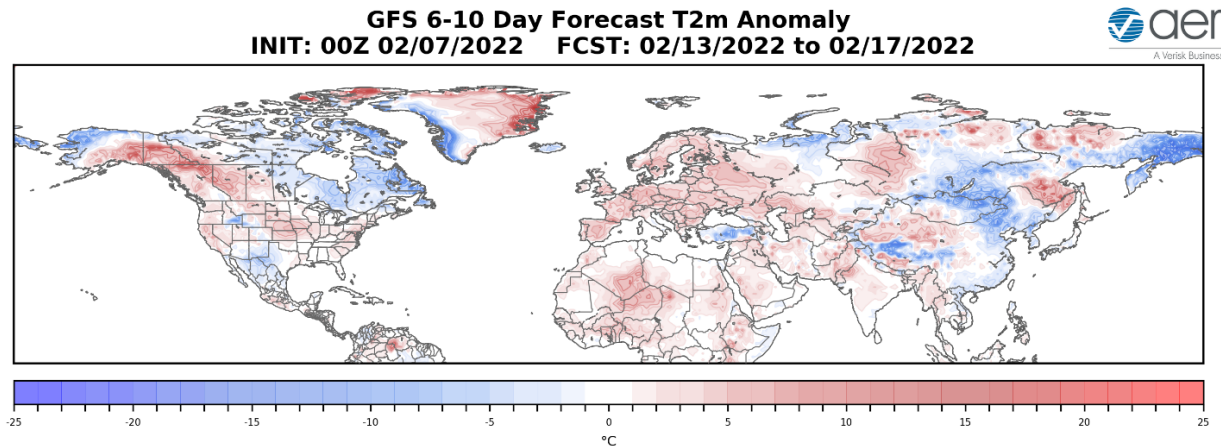 GFS 6-10 Day Forecast T2m Anomaly
INIT: 00Z 02/07/2022 FCST: 02/13/2022 to 02/17/2022
aer
A Verisk Business
-25 -20 -15 -10 -5 0 5 10 15 20 25
°C